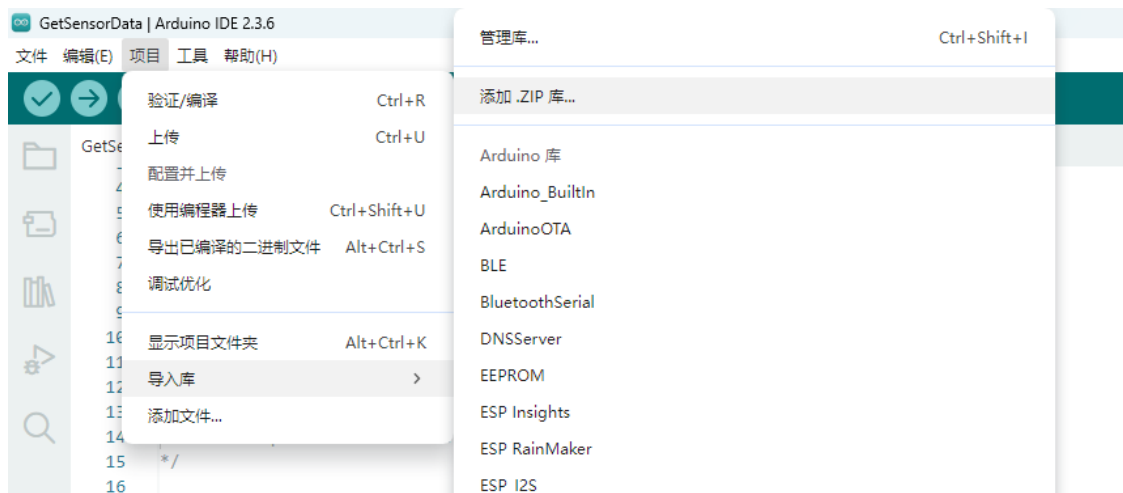 GetSensorData | Arduino IDE 2.3.6
文件 编辑(E) 项目 工具 帮助(H)
验证/编译 Ctrl+R
上传 Ctrl+U
配置并上传
使用编程器上传 Ctrl+Shift+U
导出已编译的二进制文件 Alt+Ctrl+S
调试优化
显示项目文件夹 Alt+Ctrl+K
导入库
添加文件...
管理库... Ctrl+Shift+I
添加 .ZIP 库...
Arduino 库
Arduino_BuiltIn
ArduinoOTA
BLE
BluetoothSerial
DNSServer
EEPROM
ESP Insights
ESP RainMaker
ESP_I2S
GetSe
10
11
12
13
14
15 */
16